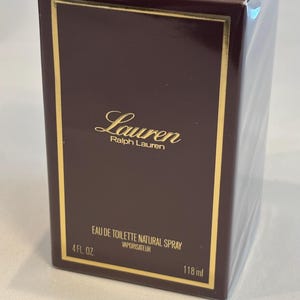 Lauren
Ralph Lauren
EAU DE TOILETTE NATURAL SPRAY
VAPORISATEUR
4 FL. OZ. 118 ml